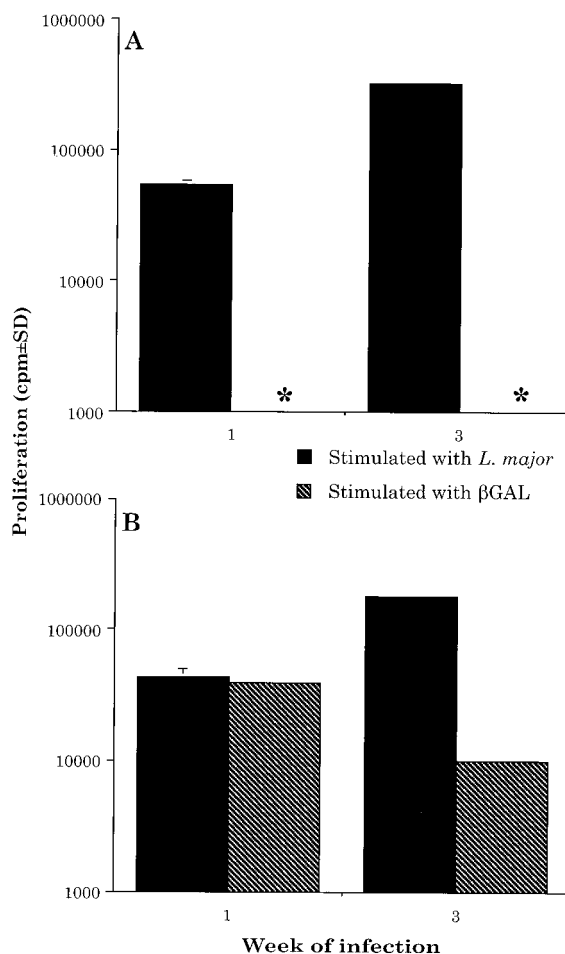 Proliferation (cpm±SD)
A
1000000
100000
10000
1000
*
*
1
3
Stimulated with L. major
Stimulated with βGAL
B
1000000
100000
10000
1000
1
3
Week of infection